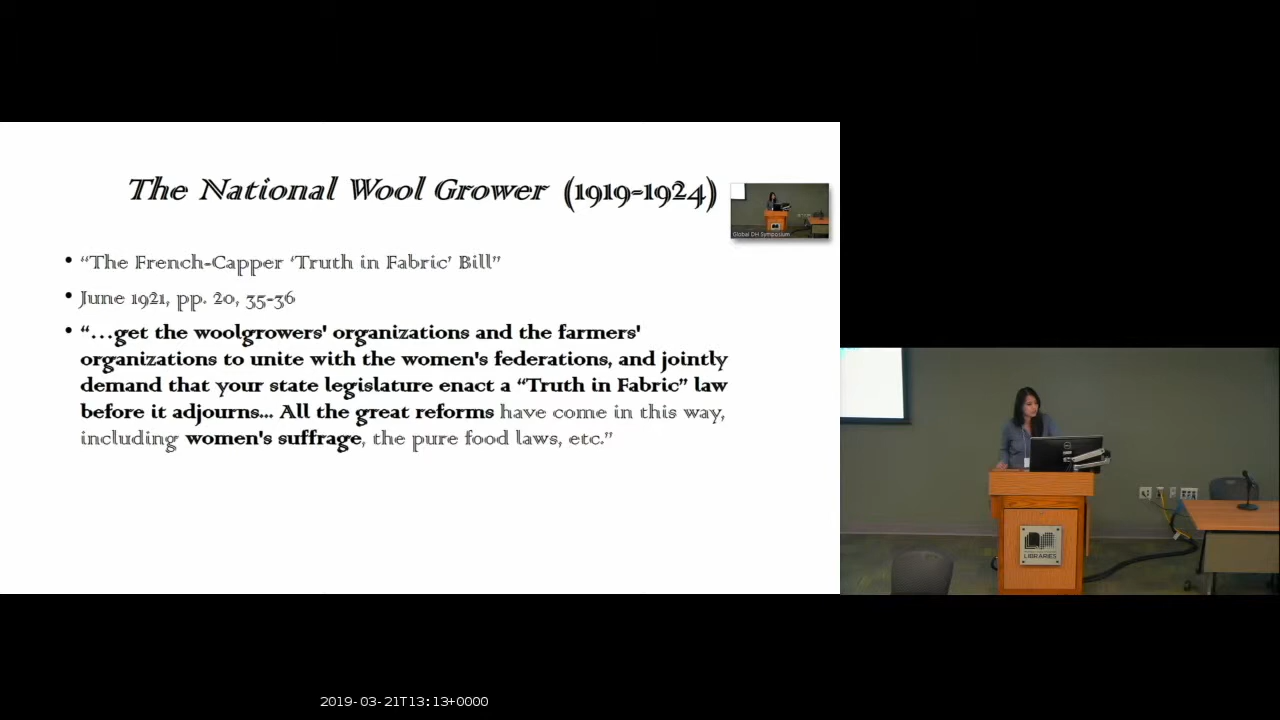 The National Wool Grower (1919-1924)
Global DH Symposium
• “The French-Capper ‘Truth in Fabric’ Bill”
• June 1921, pp. 20, 35-36
• “…get the woolgrowers' organizations and the farmers'
organizations to unite with the women's federations, and jointly
demand that your state legislature enact a “Truth in Fabric” law
before it adjourns... All the great reforms have come in this way,
including women's suffrage, the pure food laws, etc.”
LIBRARIES
2019-03-21T13:13+0000